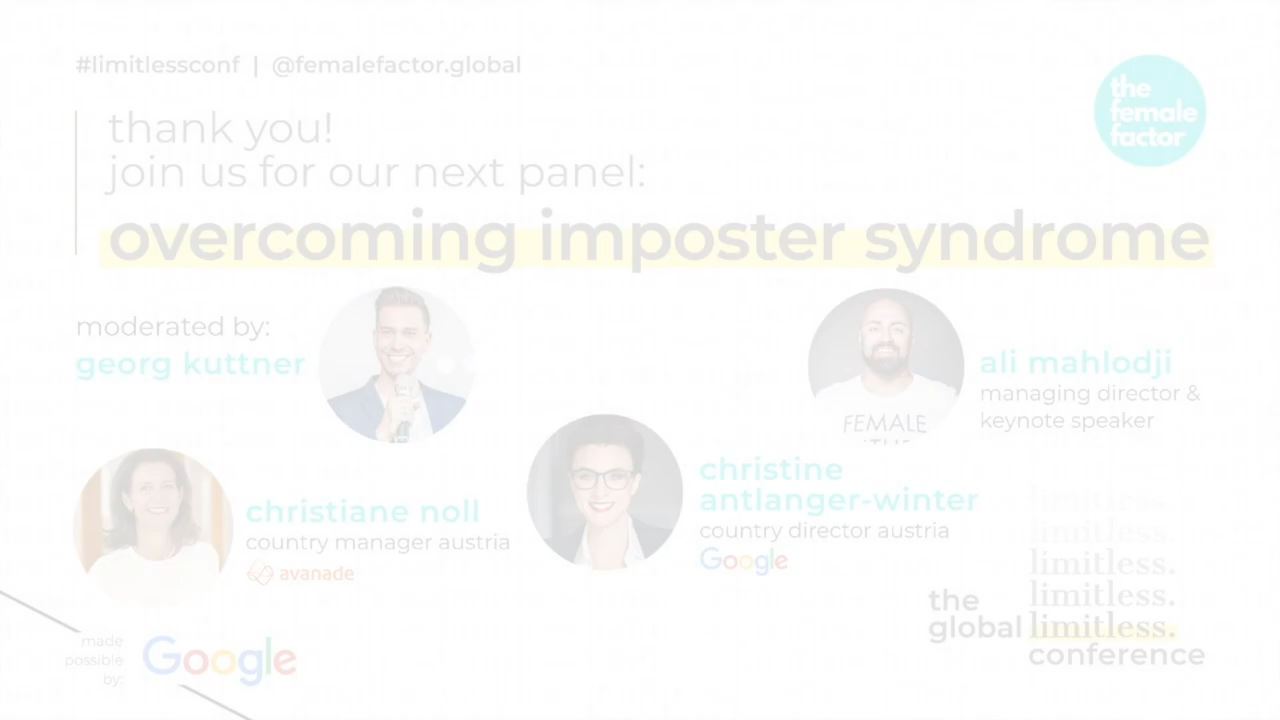 #limitlessconf | @femalefactor.global
the
female
factor
thank you!
join us for our next panel:
overcoming imposter syndrome
moderated by:
georg kuttner
ali mahlodji
managing director &
keynote speaker
FEMALE
christine
antlanger-winter
country director austria
Google
christiane noll
country manager austria
avanade
limitless.
limitless.
limitless.
limitless.
the
global limitless.
conference
made
possible
by:
Google